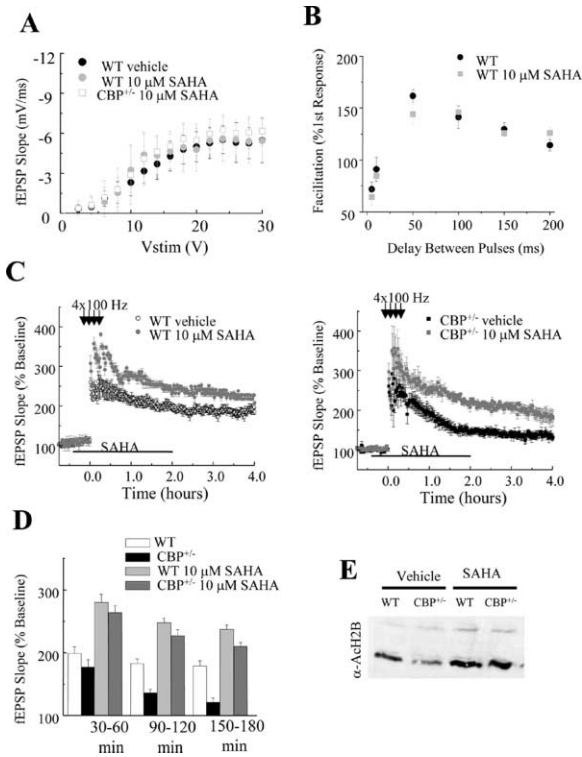 A
WT vehicle
WT 10 μM SAHA
CBP+/- 10 μM SAHA
fEPSP Slope (mV/ms)
-12
-9
-6
-3
0
0 10 20 30
Vstim (V)
B
WT
WT 10 μM SAHA
Facilitation (%1st Response)
200
150
100
50
0 50 100 150 200
Delay Between Pulses (ms)
C
4x100 Hz
WT vehicle
WT 10 μM SAHA
fEPSP Slope (% Baseline)
400
300
200
100
SAHA
0.0 1.0 2.0 3.0 4.0
Time (hours)
4x100 Hz
CBP+/- vehicle
CBP+/- 10 μM SAHA
fEPSP Slope (% Baseline)
400
300
200
100
SAHA
0.0 1.0 2.0 3.0 4.0
Time (hours)
D
WT
CBP+/-
WT 10 μM SAHA
CBP+/- 10 μM SAHA
fEPSP Slope (% Baseline)
300
200
100
30-60 min
90-120 min
150-180 min
E
Vehicle SAHA
WT CBP+/- WT CBP+/-
α-AcH2B